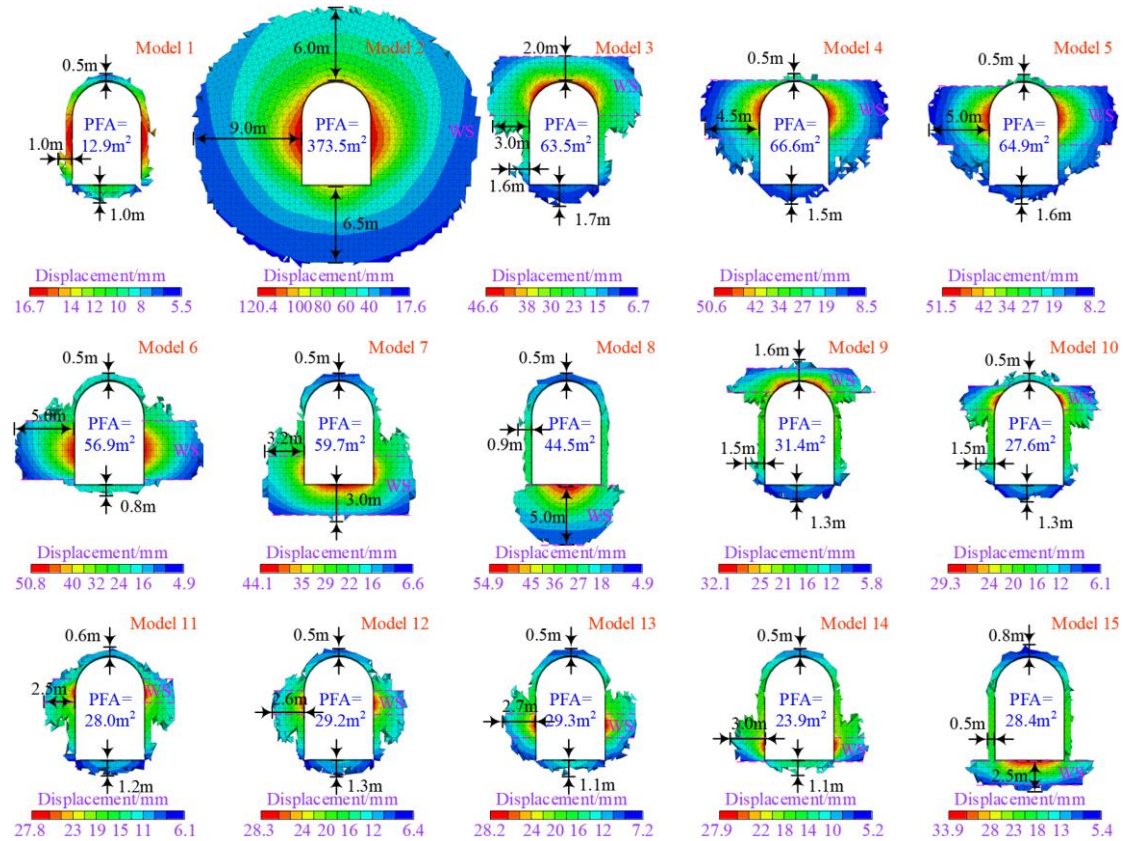 Model 1
0.5m
PFA=
12.9m²
1.0m
1.0m
Displacement/mm
16.7 14 12 10 8 5.5
Model 2
6.0m
PFA=
373.5m²
9.0m
WS
6.5m
Displacement/mm
120.4 100 80 60 40 17.6
Model 3
2.0m
WS
PFA=
63.5m²
3.0m
1.6m
1.7m
Displacement/mm
46.6 38 30 23 15 6.7
Model 4
0.5m
PFA=
66.6m²
WS
4.5m
1.5m
Displacement/mm
50.6 42 34 27 19 8.5
Model 5
0.5m
PFA=
64.9m²
WS
5.0m
1.6m
Displacement/mm
51.5 42 34 27 19 8.2
Model 6
0.5m
PFA=
56.9m²
5.0m
WS
0.8m
Displacement/mm
50.8 40 32 24 16 4.9
Model 7
0.5m
PFA=
59.7m²
3.2m
WS
3.0m
Displacement/mm
44.1 35 29 22 16 6.6
Model 8
0.5m
PFA=
44.5m²
0.9m
5.0m
WS
Displacement/mm
54.9 45 36 27 18 4.9
Model 9
1.6m
WS
PFA=
31.4m²
1.5m
1.3m
Displacement/mm
32.1 25 21 16 12 5.8
Model 10
0.5m
WS
PFA=
27.6m²
1.5m
1.3m
Displacement/mm
29.3 24 20 16 12 6.1
Model 11
0.6m
PFA=
28.0m²
2.5m
WS
1.2m
Displacement/mm
27.8 23 19 15 11 6.1
Model 12
0.5m
PFA=
29.2m²
2.6m
WS
1.3m
Displacement/mm
28.3 24 20 16 12 6.4
Model 13
0.5m
PFA=
29.3m²
2.7m
WS
1.1m
Displacement/mm
28.2 24 20 16 12 7.2
Model 14
0.5m
PFA=
23.9m²
3.0m
WS
1.1m
Displacement/mm
27.9 22 18 14 10 5.2
Model 15
0.8m
PFA=
28.4m²
0.5m
2.5m
WS
Displacement/mm
33.9 28 23 18 13 5.4